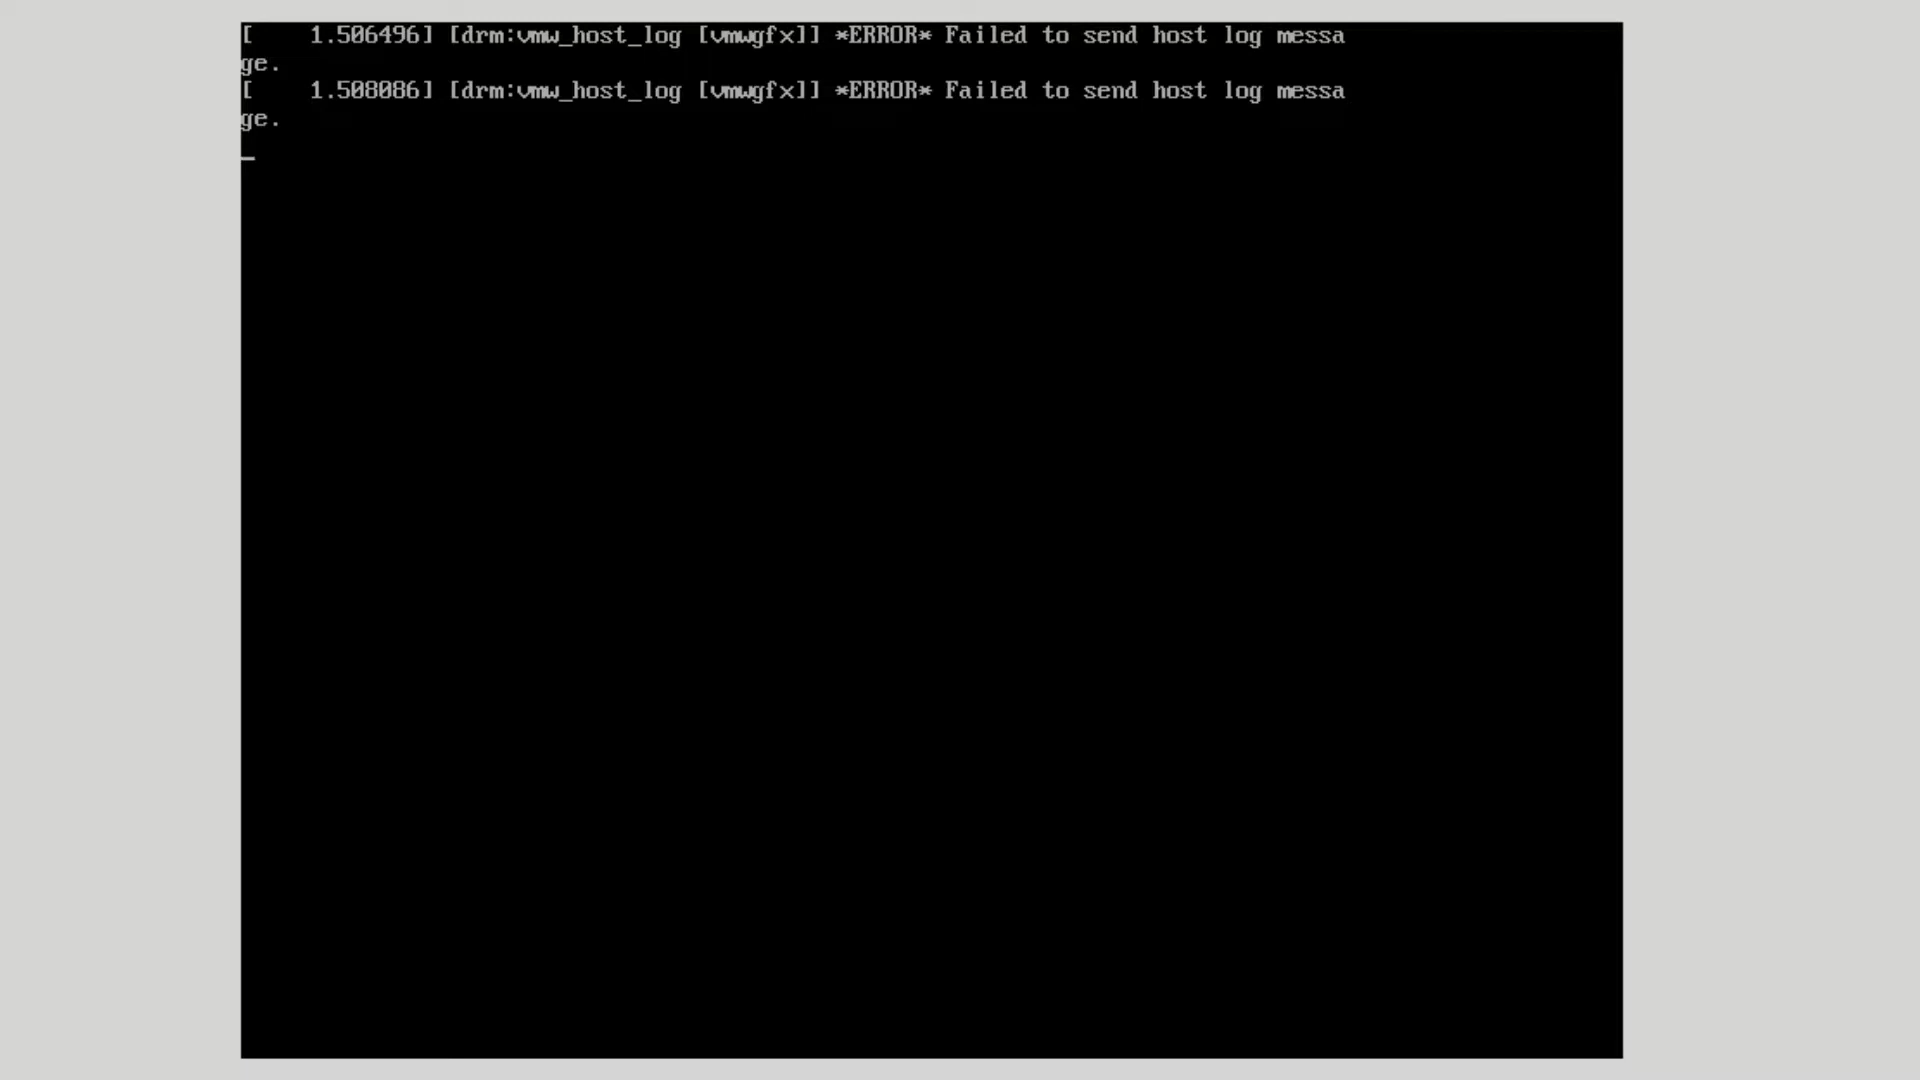 [    1.506496] [drm:vmw_host_log [vmwgfx]] *ERROR* Failed to send host log messa
ge.
[    1.508086] [drm:vmw_host_log [vmwgfx]] *ERROR* Failed to send host log messa
ge.
_